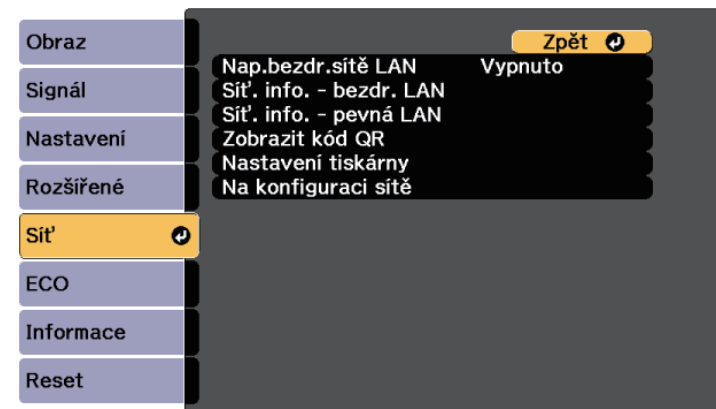 Obraz
Signál
Nastavení
Rozšířené
Síť
ECO
Informace
Reset
Zpět
Nap.bezdr.sítě LAN Vypnuto
Síť. info. - bezdr. LAN
Síť. info. - pevná LAN
Zobrazit kód QR
Nastavení tiskárny
Na konfiguraci sítě